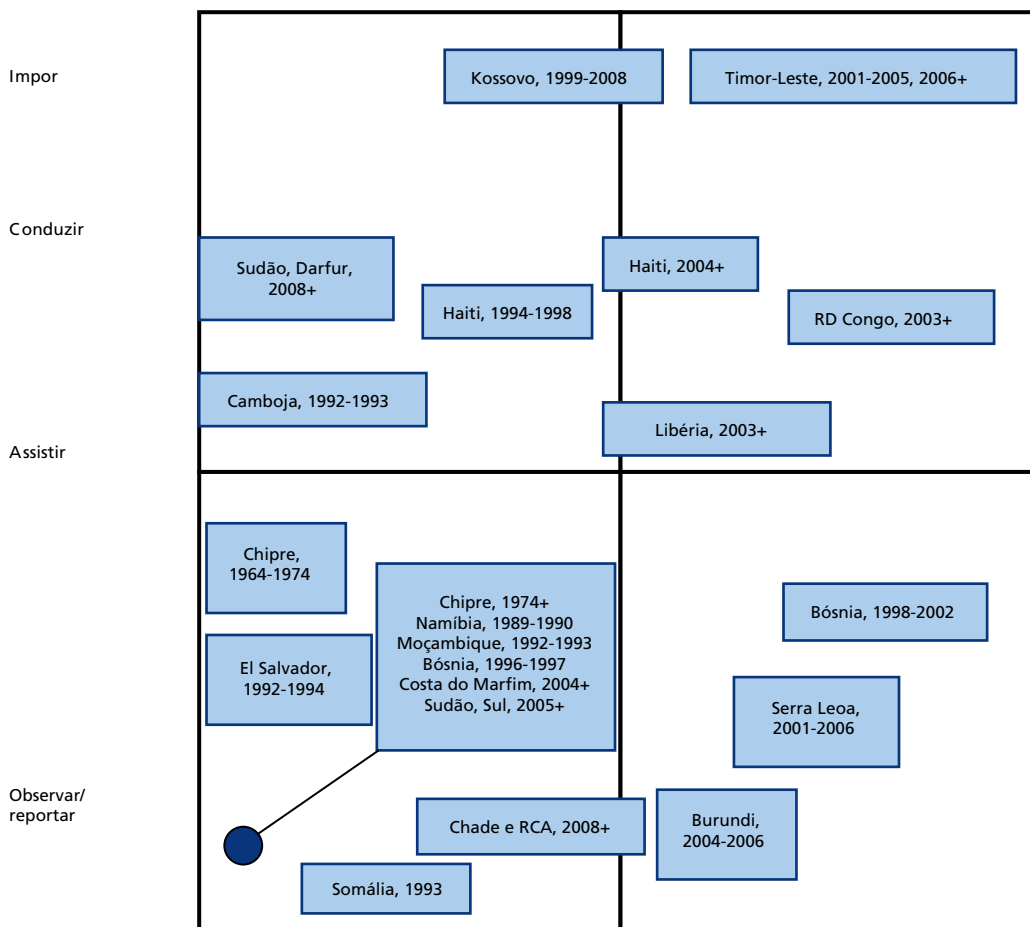 Impor
Kossovo, 1999-2008
Timor-Leste, 2001-2005, 2006+
Conduzir
Sudão, Darfur,
2008+
Haiti, 2004+
Haiti, 1994-1998
RD Congo, 2003+
Camboja, 1992-1993
Libéria, 2003+
Assistir
Chipre,
1964-1974
Chipre, 1974+
Namíbia, 1989-1990
Moçambique, 1992-1993
Bósnia, 1996-1997
Costa do Marfim, 2004+
Sudão, Sul, 2005+
Bósnia, 1998-2002
El Salvador,
1992-1994
Serra Leoa,
2001-2006
Observar/
reportar
Chade e RCA, 2008+
Burundi,
2004-2006
Somália, 1993